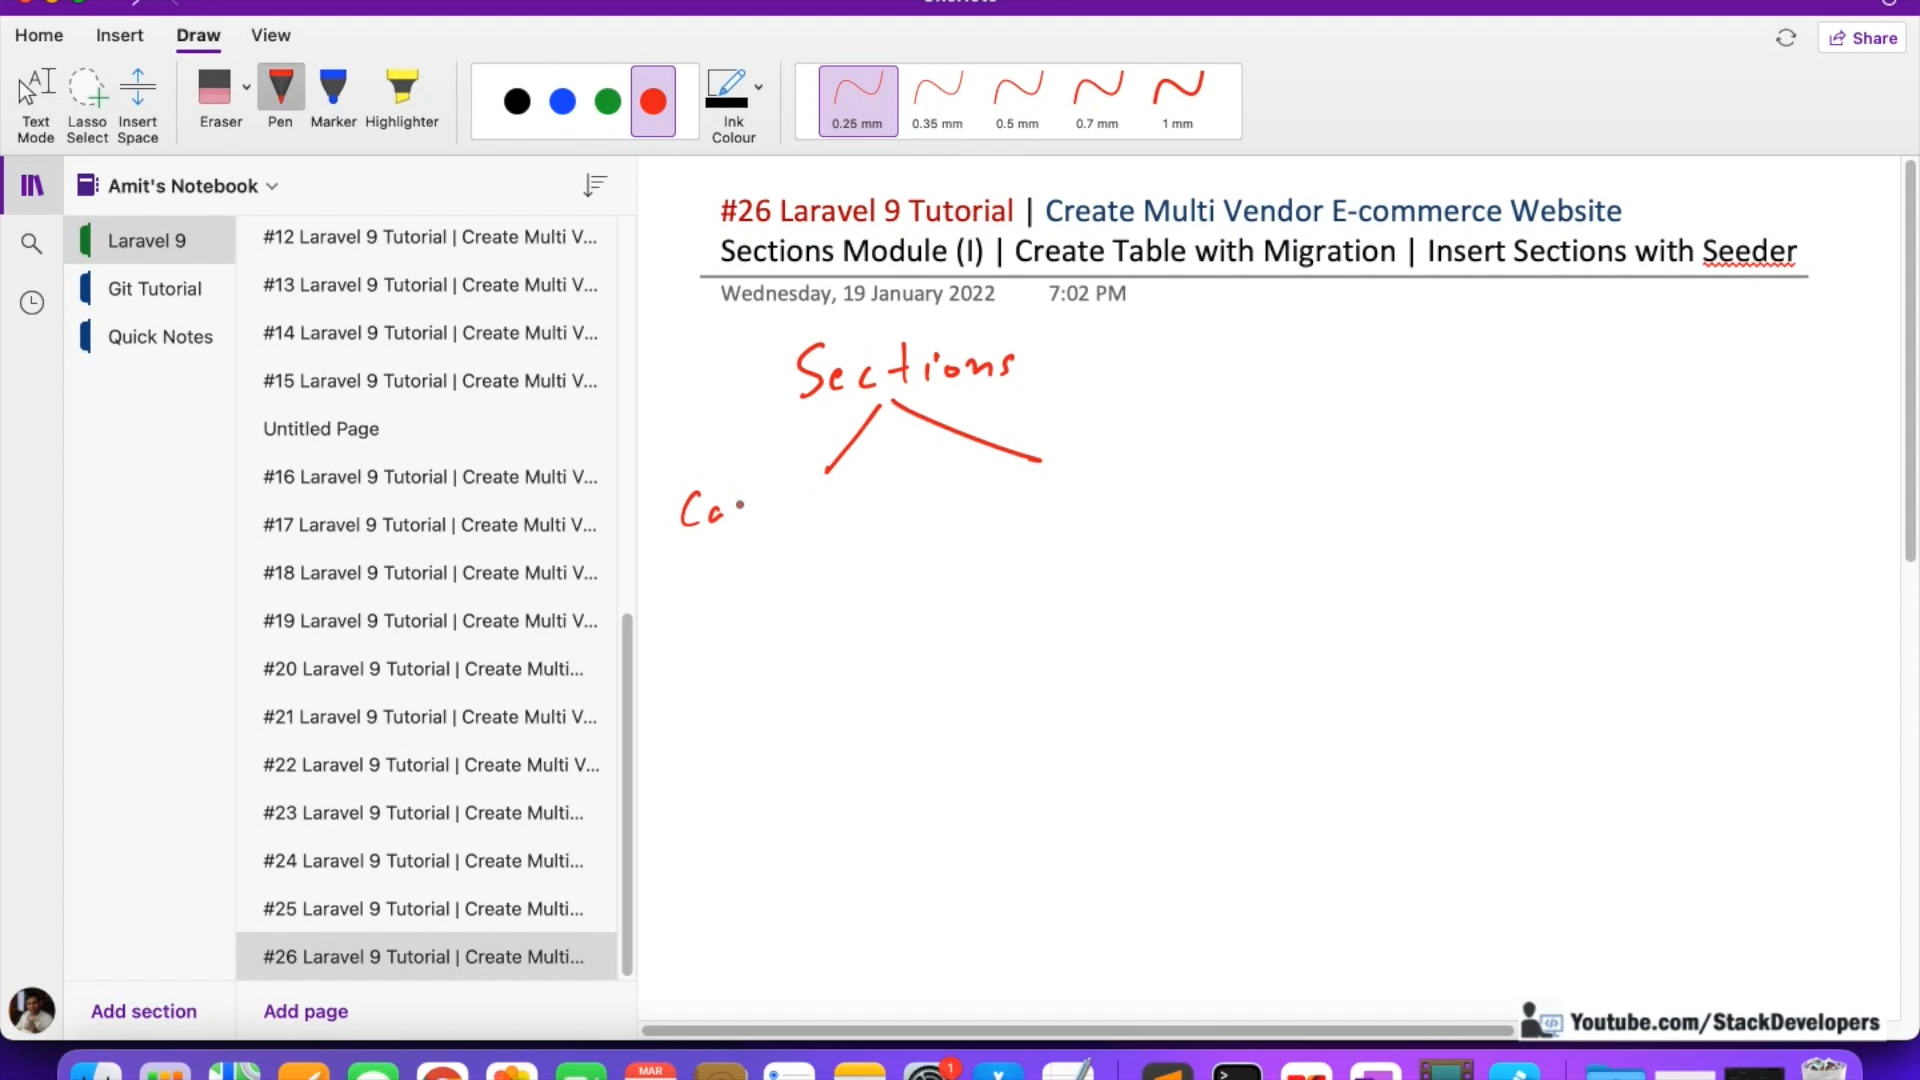 Home Insert Draw View
Share
Text Mode
Lasso Select
Insert Space
Eraser
Pen
Marker
Highlighter
Ink Colour
0.25 mm
0.35 mm
0.5 mm
0.7 mm
1 mm
Amit's Notebook
Laravel 9
Git Tutorial
Quick Notes
#12 Laravel 9 Tutorial | Create Multi V...
#13 Laravel 9 Tutorial | Create Multi V...
#14 Laravel 9 Tutorial | Create Multi V...
#15 Laravel 9 Tutorial | Create Multi V...
Untitled Page
#16 Laravel 9 Tutorial | Create Multi V...
#17 Laravel 9 Tutorial | Create Multi V...
#18 Laravel 9 Tutorial | Create Multi V...
#19 Laravel 9 Tutorial | Create Multi V...
#20 Laravel 9 Tutorial | Create Multi...
#21 Laravel 9 Tutorial | Create Multi V...
#22 Laravel 9 Tutorial | Create Multi V...
#23 Laravel 9 Tutorial | Create Multi...
#24 Laravel 9 Tutorial | Create Multi...
#25 Laravel 9 Tutorial | Create Multi...
#26 Laravel 9 Tutorial | Create Multi...
Add section
Add page
#26 Laravel 9 Tutorial | Create Multi Vendor E-commerce Website
Sections Module (I) | Create Table with Migration | Insert Sections with Seeder
Wednesday, 19 January 2022 7:02 PM
Sections
Ca
Youtube.com/StackDevelopers
MAR
1